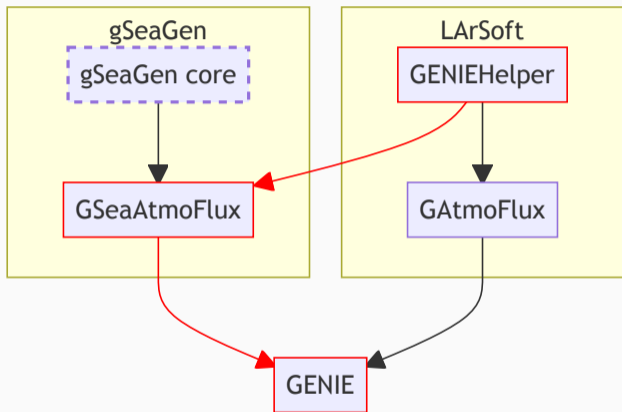 gSeaGen
gSeaGen core
GSeaAtmoFlux
LArSoft
GENIEHelper
GAtmoFlux
GENIE